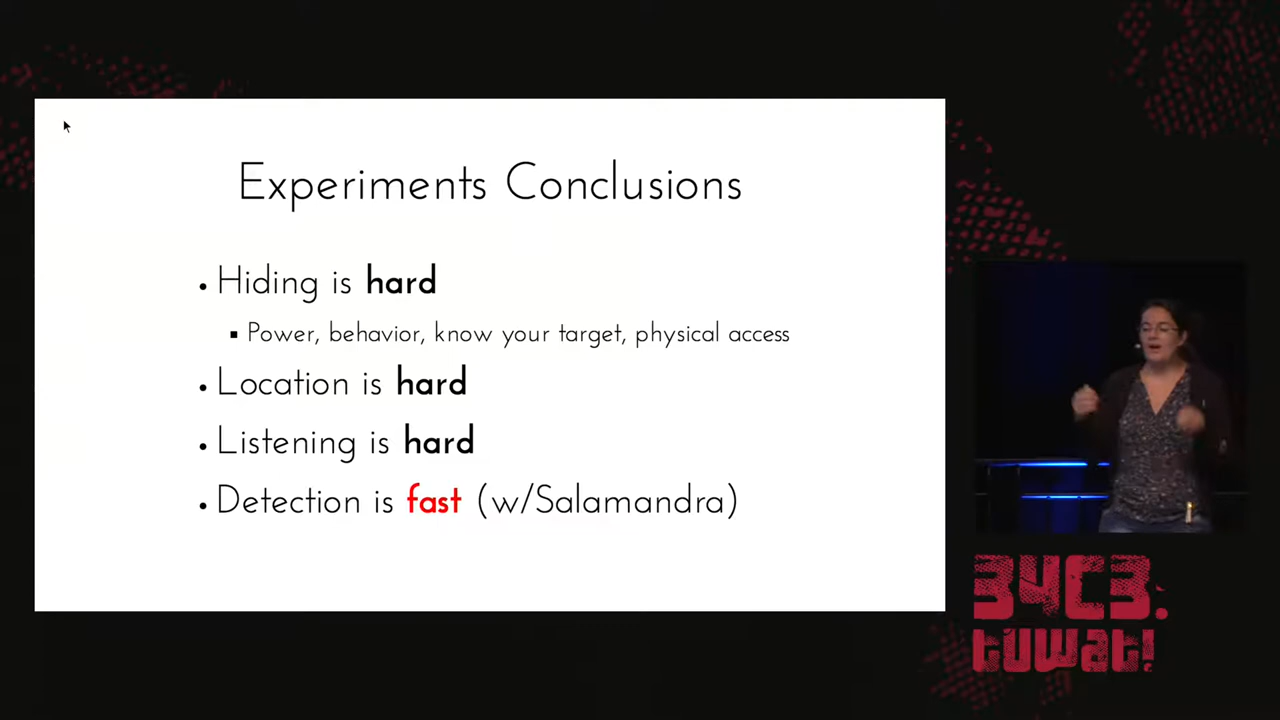 Experiments Conclusions
• Hiding is hard
▪ Power, behavior, know your target, physical access
• Location is hard
• Listening is hard
• Detection is fast (w/Salamandra)
34C3.
tuwat!